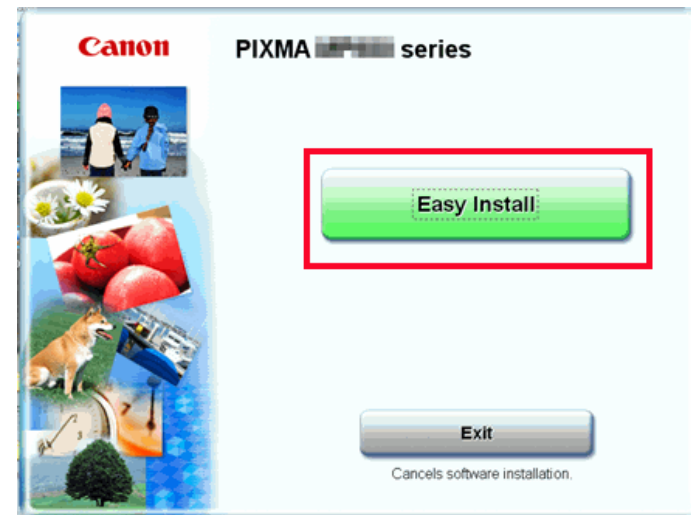 Canon
PIXMA series
Easy Install
Exit
Cancels software installation.